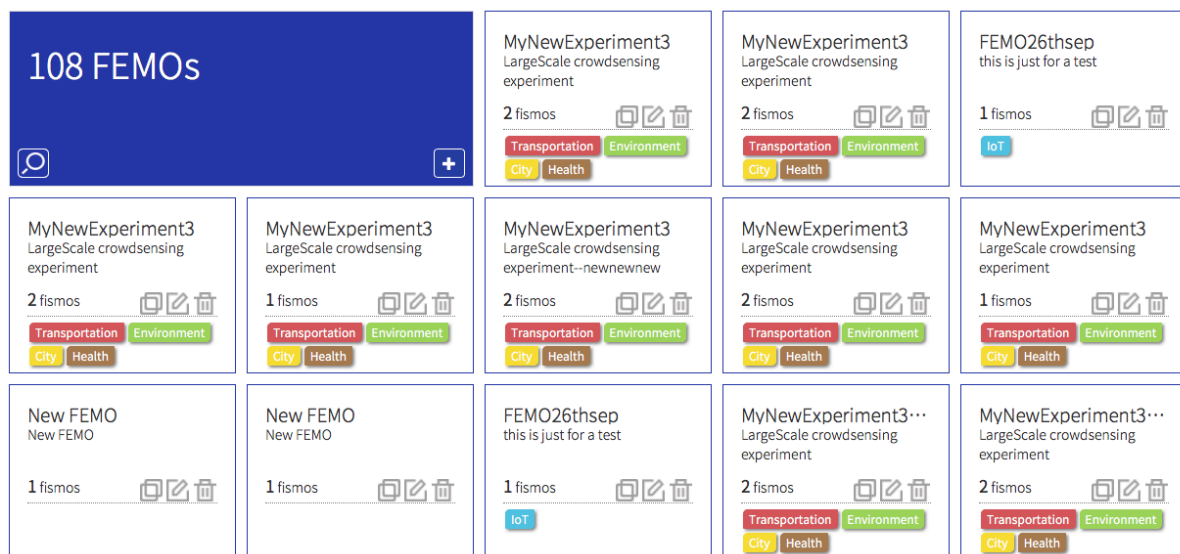 108 FEMOs
MyNewExperiment3
LargeScale crowdsensing
experiment
2 fismos
Transportation Environment
City Health
MyNewExperiment3
LargeScale crowdsensing
experiment
2 fismos
Transportation Environment
City Health
FEMO26thsep
this is just for a test
1 fismos
IoT
MyNewExperiment3
LargeScale crowdsensing
experiment
2 fismos
Transportation Environment
City Health
MyNewExperiment3
LargeScale crowdsensing
experiment
1 fismos
Transportation Environment
City Health
MyNewExperiment3
LargeScale crowdsensing
experiment--newnewnew
2 fismos
Transportation Environment
City Health
MyNewExperiment3
LargeScale crowdsensing
experiment
2 fismos
Transportation Environment
City Health
MyNewExperiment3
LargeScale crowdsensing
experiment
1 fismos
Transportation Environment
City Health
New FEMO
New FEMO
1 fismos
New FEMO
New FEMO
1 fismos
FEMO26thsep
this is just for a test
1 fismos
IoT
MyNewExperiment3…
LargeScale crowdsensing
experiment
2 fismos
Transportation Environment
City Health
MyNewExperiment3…
LargeScale crowdsensing
experiment
2 fismos
Transportation Environment
City Health